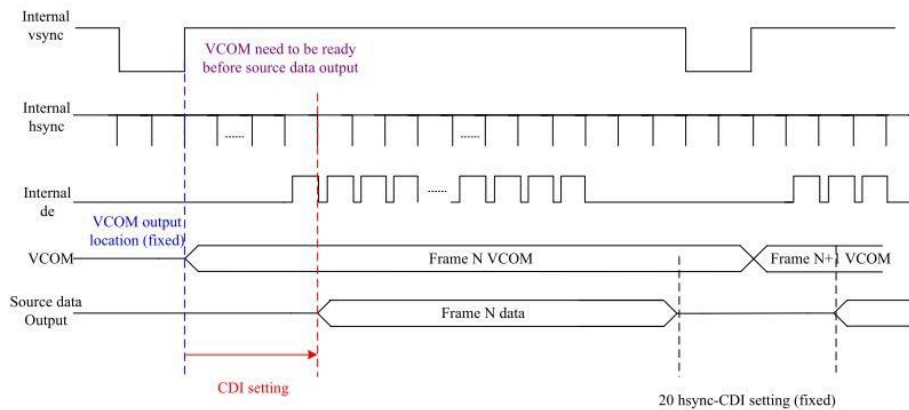 Internal
vsync
VCOM need to be ready
before source data output
Internal
hsync
......
......
Internal
de
......
VCOM output
location (fixed)
VCOM
Frame N VCOM
Frame N+1 VCOM
Source data
Output
Frame N data
CDI setting
20 hsync-CDI setting (fixed)